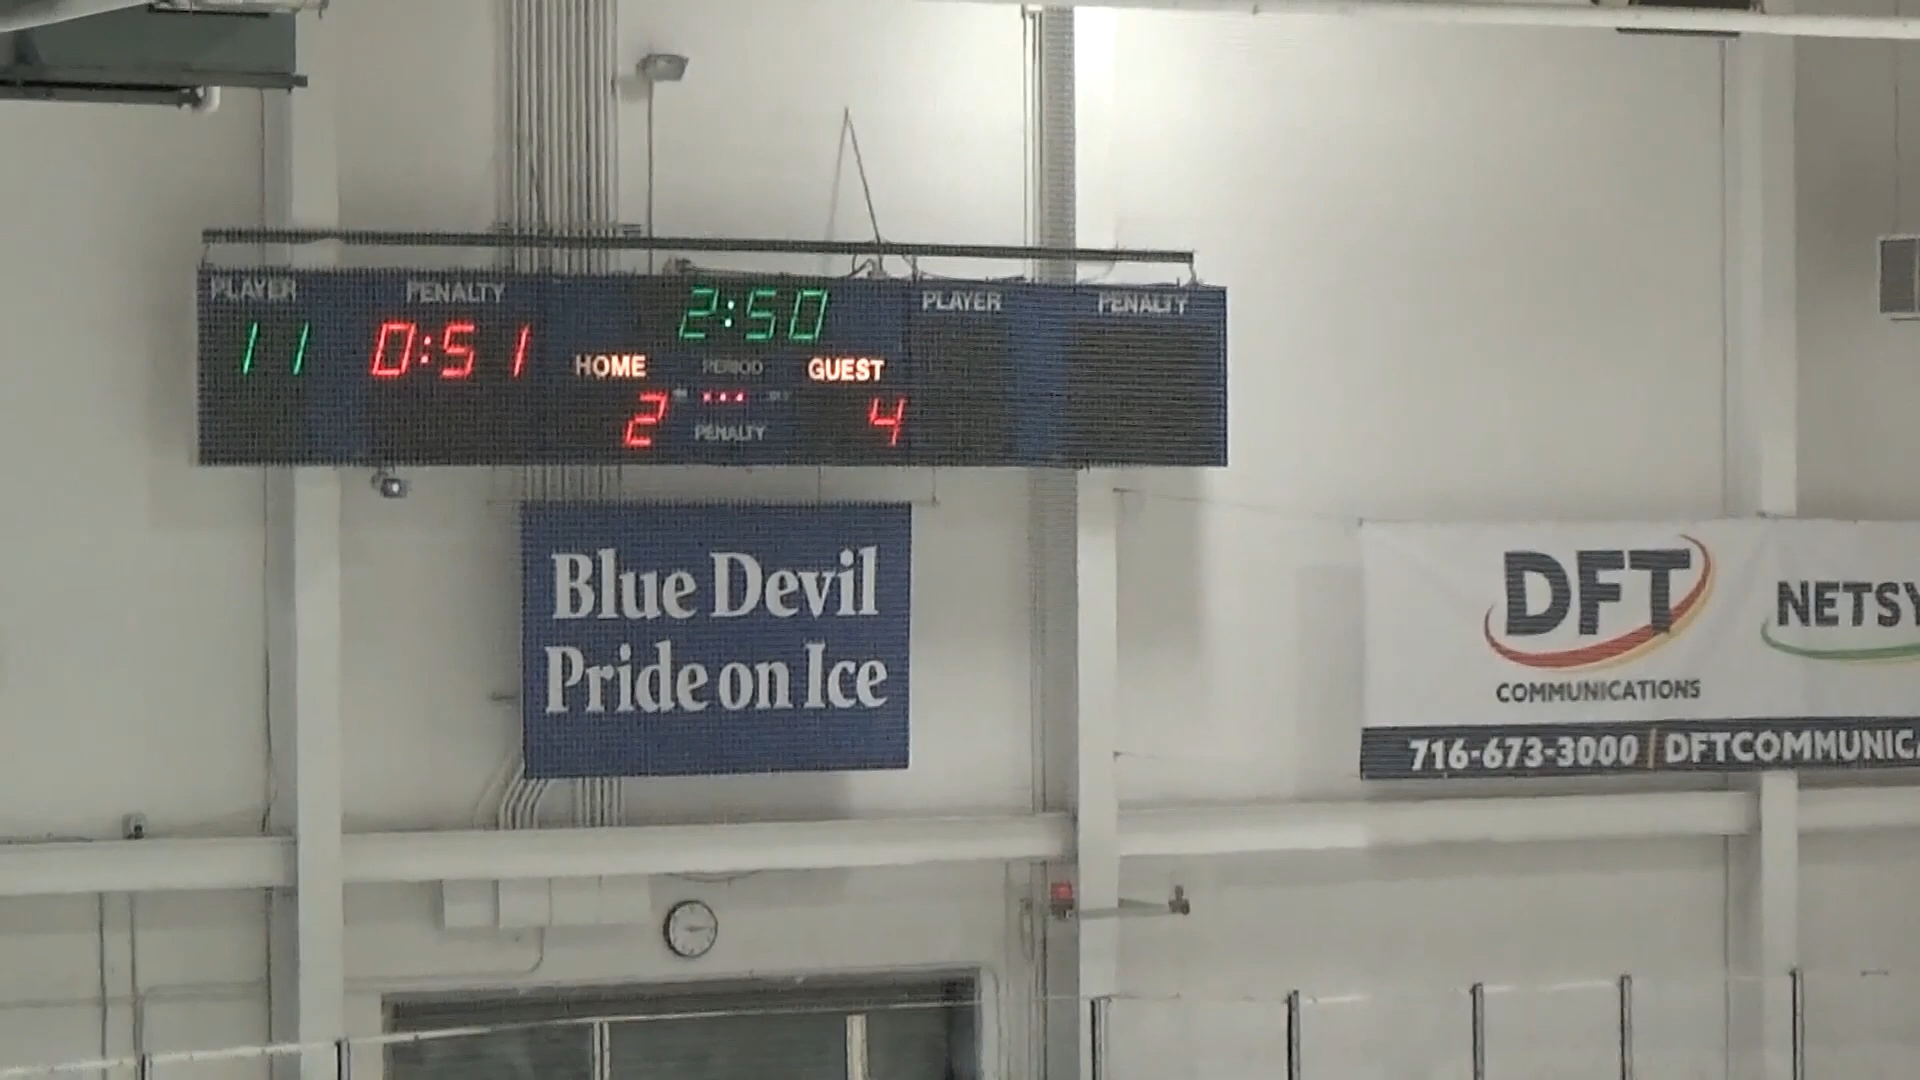 PLAYER PENALTY 2:50 PLAYER PENALTY
11 0:51
HOME PERIOD GUEST
2 PENALTY 4
Blue Devil
Pride on Ice
DFT
COMMUNICATIONS
NETSY
716-673-3000 | DFTCOMMUNICA